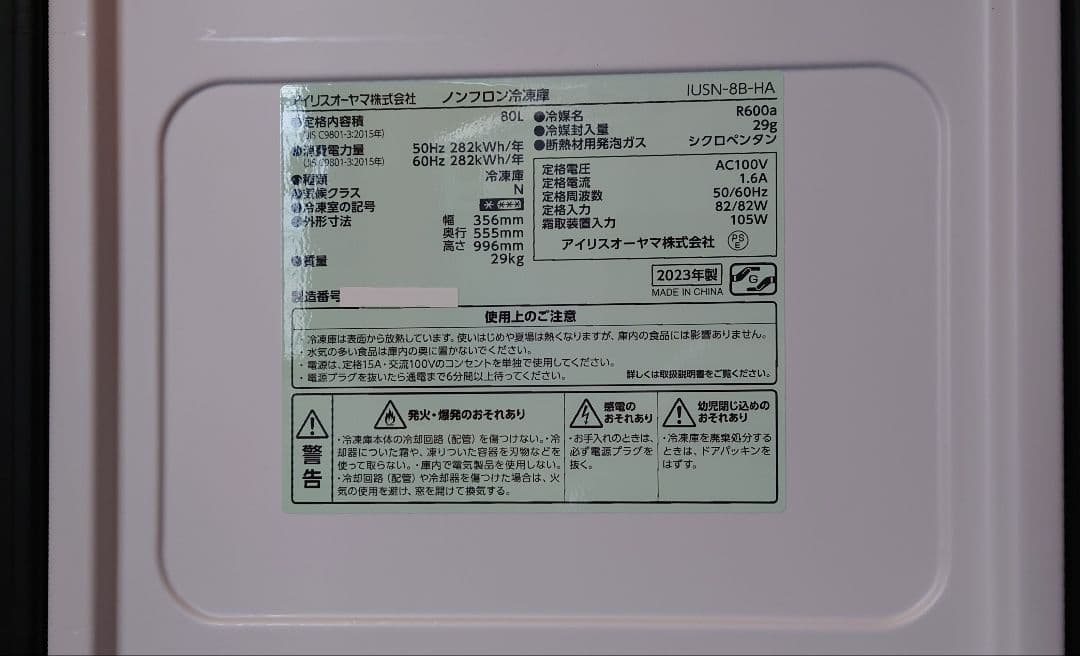 アイリスオーヤマ株式会社 ノンフロン冷凍庫 IUSN-8B-HA
●定格内容積 80L
(JIS C9801-3:2015年)
●消費電力量 50Hz 282kWh/年
(JIS C9801-3:2015年) 60Hz 282kWh/年
●種類 冷凍庫
●気候クラス N
●冷凍室の記号 * ***
●外形寸法 幅 356mm
奥行 555mm
高さ 996mm
●質量 29kg
製造番号
●冷媒名 R600a
●冷媒封入量 29g
●断熱材用発泡ガス シクロペンタン
定格電圧 AC100V
定格電流 1.6A
定格周波数 50/60Hz
定格入力 82/82W
霜取装置入力 105W
アイリスオーヤマ株式会社 PSE
2023年製
MADE IN CHINA
G
使用上のご注意
・冷凍庫は表面から放熱しています。使いはじめや夏場は熱くなりますが、庫内の食品には影響ありません。
・水気の多い食品は庫内の奥に置かないでください。
・電源は、定格15A・交流100Vのコンセントを単独で使用してください。
・電源プラグを抜いたら通電まで6分間以上待ってください。 詳しくは取扱説明書をご覧ください。
警告
発火・爆発のおそれあり
・冷凍庫本体の冷却回路（配管）を傷つけない。・冷
却器についた霜や、凍りついた容器を刃物などを
使って取らない。・庫内で電気製品を使用しない。
・冷却回路（配管）や冷却器を傷つけた場合は、火
気の使用を避け、窓を開けて換気する。
感電の
おそれあり
・お手入れのときは、
必ず電源プラグを
抜く。
幼児閉じ込めの
おそれあり
・冷凍庫を廃棄処分する
ときは、ドアパッキンを
はずす。